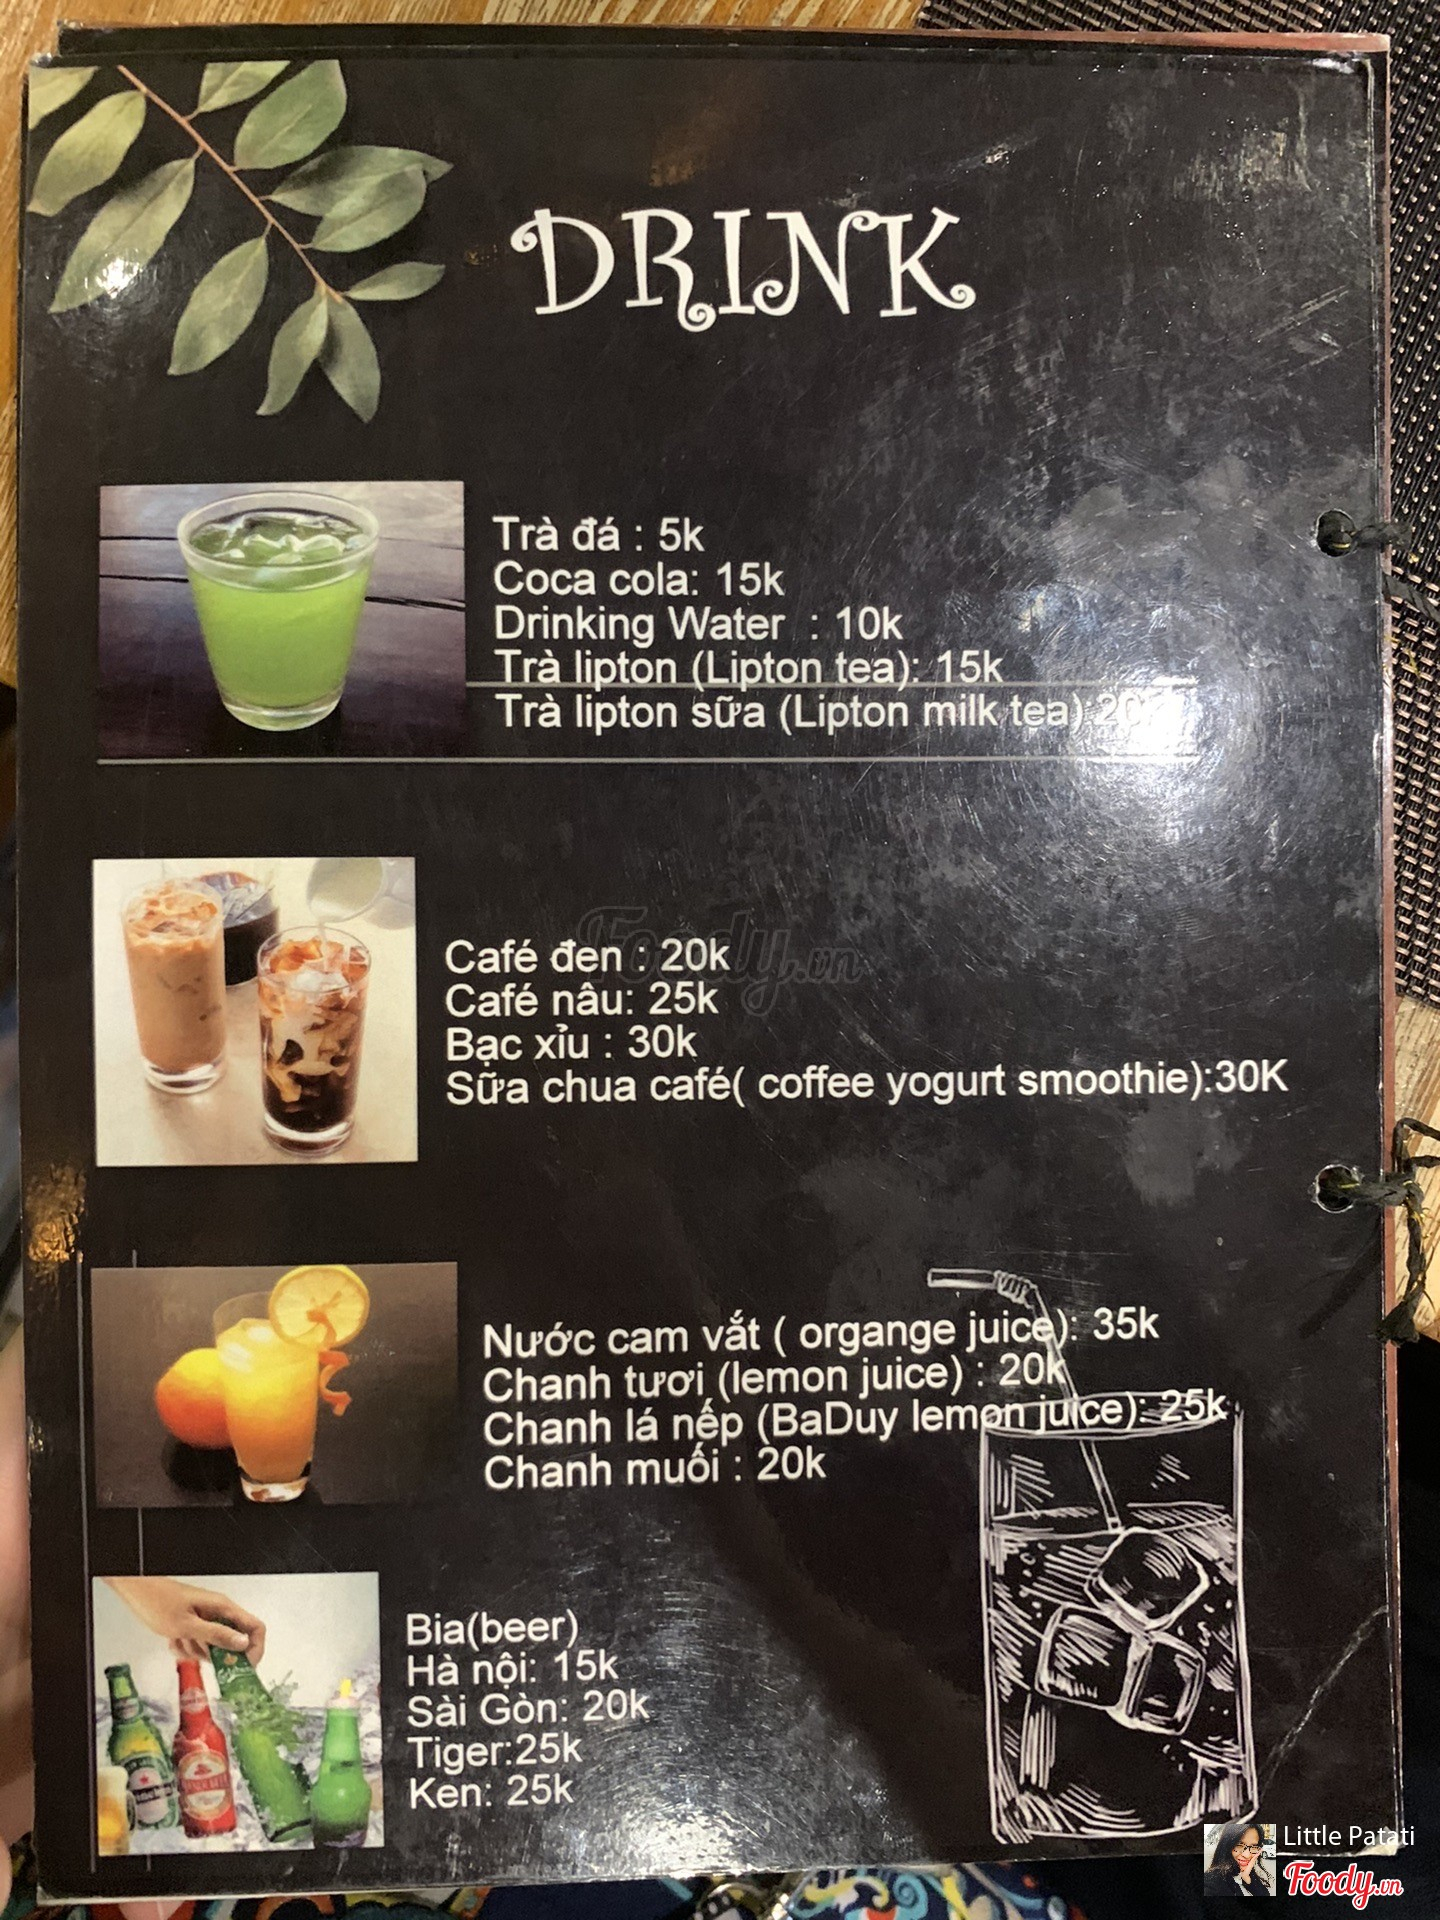 DRINK
Trà đá : 5k
Coca cola: 15k
Drinking Water : 10k
Trà lipton (Lipton tea): 15k
Trà lipton sữa (Lipton milk tea):20k
Café đen : 20k
Café nâu: 25k
Bạc xỉu : 30k
Sữa chua café( coffee yogurt smoothie):30K
Nước cam vắt ( organge juice): 35k
Chanh tươi (lemon juice) : 20k
Chanh lá nếp (BaDuy lemon juice): 25k
Chanh muối : 20k
Bia(beer)
Hà nội: 15k
Sài Gòn: 20k
Tiger:25k
Ken: 25k
Foody.vn
Little Patati
Foody.vn